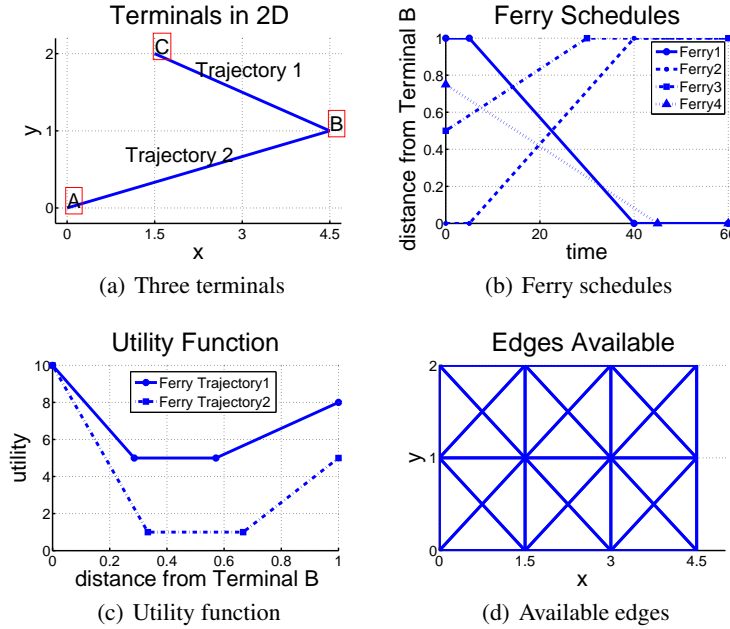 Terminals in 2D
2
1
0
y
C
Trajectory 1
B
Trajectory 2
A
0 1.5 3 4.5
x
(a) Three terminals
Ferry Schedules
distance from Terminal B
1
0.8
0.6
0.4
0.2
0
Ferry1
Ferry2
Ferry3
Ferry4
0 20 40 60
time
(b) Ferry schedules
Utility Function
utility
10
8
6
4
2
0
Ferry Trajectory1
Ferry Trajectory2
0 0.2 0.4 0.6 0.8 1
distance from Terminal B
(c) Utility function
Edges Available
2
1
0
y
0 1.5 3 4.5
x
(d) Available edges